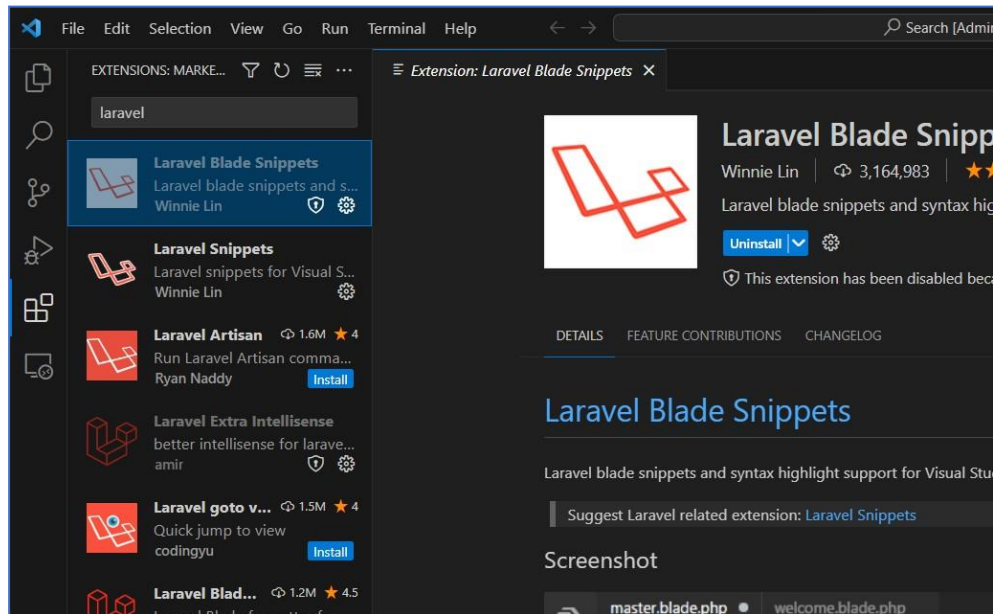 File Edit Selection View Go Run Terminal Help
Search [Admin
EXTENSIONS: MARKE...
Extension: Laravel Blade Snippets
laravel
Laravel Blade Snippets
Laravel blade snippets and s...
Winnie Lin
Laravel Snippets
Laravel snippets for Visual S...
Winnie Lin
Laravel Artisan 1.6M 4
Run Laravel Artisan comma...
Ryan Naddy Install
Laravel Extra Intellisense
better intellisense for larave...
amir
Laravel goto v... 1.5M 4
Quick jump to view
codingyu Install
Laravel Blad... 1.2M 4.5
Laravel Blade Snipp
Winnie Lin 3,164,983
Laravel blade snippets and syntax hig
Uninstall
This extension has been disabled beca
DETAILS FEATURE CONTRIBUTIONS CHANGELOG
Laravel Blade Snippets
Laravel blade snippets and syntax highlight support for Visual Stu
Suggest Laravel related extension: Laravel Snippets
Screenshot
master.blade.php welcome.blade.php